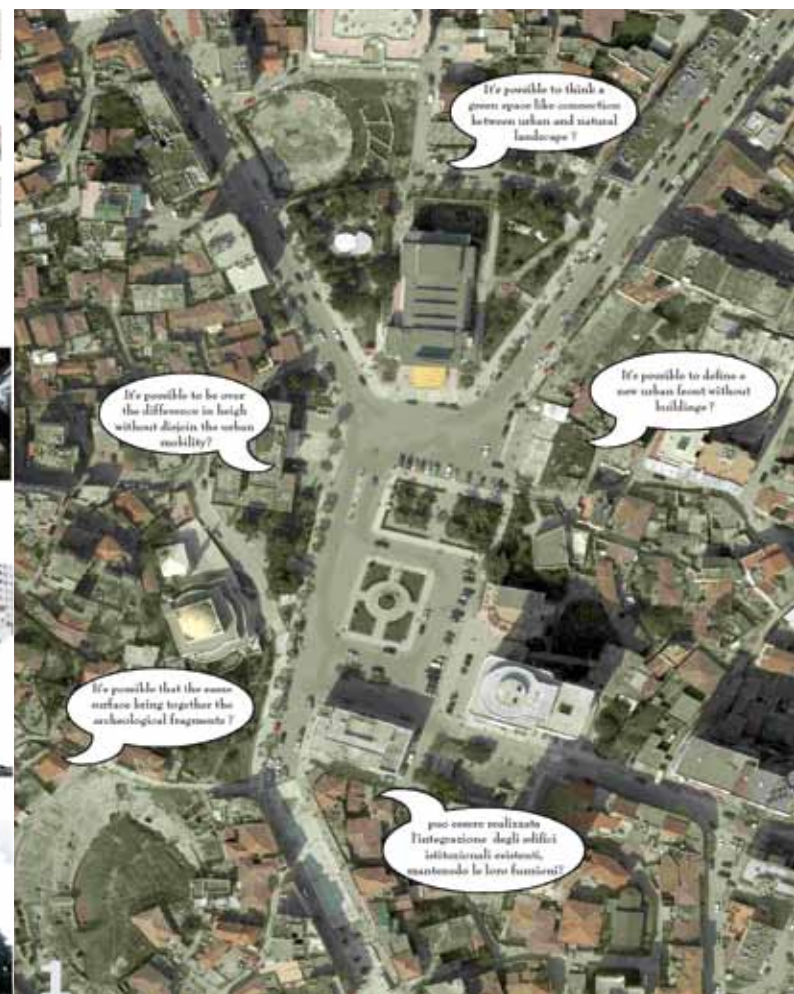 It's possible to think a
green space like connection
between urban and natural
landscape ?
It's possible to define a
new urban front without
buildings ?
It's possible to be over
the difference in heigh
without disjoin the urban
mobility?
It's possible that the same
surface bring together the
archeological fragments ?
puo essere realizzata
l'integrazione degli edifici
istituzionali esistenti,
mantenedo le loro funzioni?
1